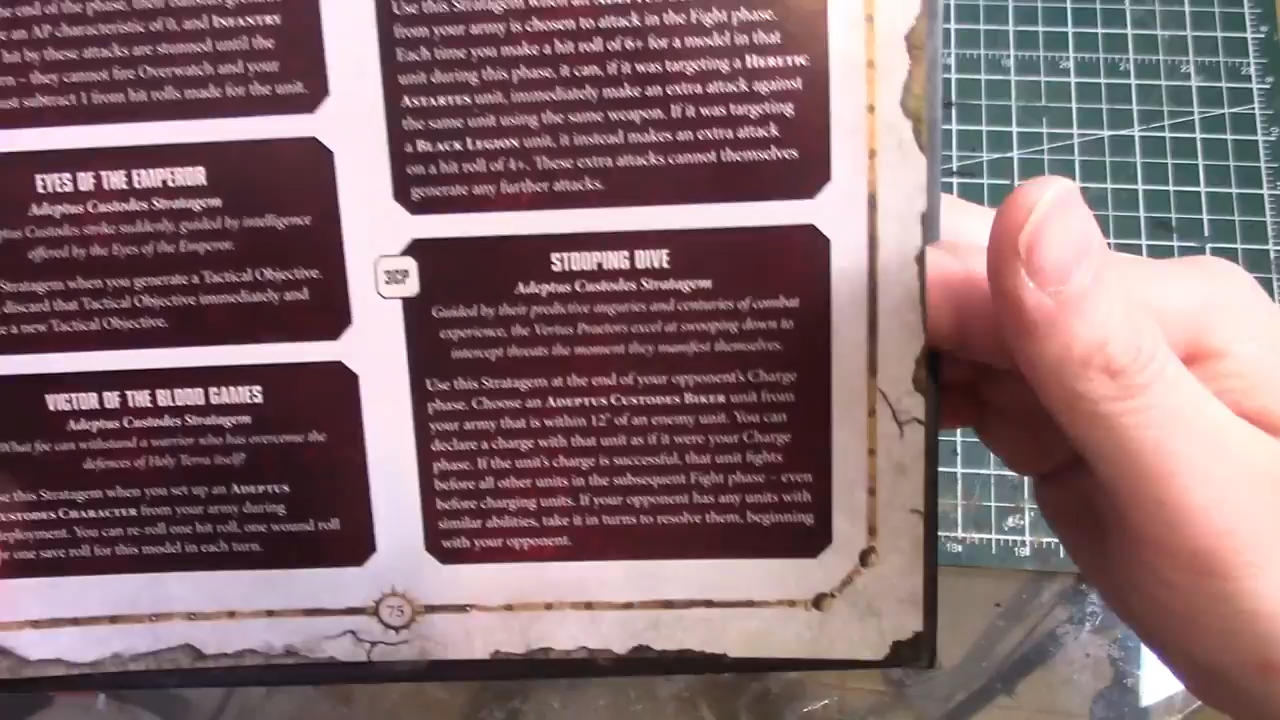 end of the phase, their
e an AP characteristic of 0, and INFANTRY
hit by these attacks are stunned until the
rn – they cannot fire Overwatch and your
st subtract 1 from hit rolls made for the unit.
EYES OF THE EMPEROR
Adeptus Custodes Stratagem
ptus Custodes strike suddenly, guided by intelligence
offered by the Eyes of the Emperor.
Stratagem when you generate a Tactical Objective.
discard that Tactical Objective immediately and
e a new Tactical Objective.
VICTOR OF THE BLOOD GAMES
Adeptus Custodes Stratagem
What foe can withstand a warrior who has overcome the
defences of Holy Terra itself?
se this Stratagem when you set up an ADEPTUS
CUSTODES CHARACTER from your army during
deployment. You can re-roll one hit roll, one wound roll
or one save roll for this model in each turn.
Use this Stratagem when an
from your army is chosen to attack in the Fight phase.
Each time you make a hit roll of 6+ for a model in that
unit during this phase, it can, if it was targeting a HERETIC
ASTARTES unit, immediately make an extra attack against
the same unit using the same weapon. If it was targeting
a BLACK LEGION unit, it instead makes an extra attack
on a hit roll of 4+. These extra attacks cannot themselves
generate any further attacks.
3CP
STOOPING DIVE
Adeptus Custodes Stratagem
Guided by their predictive auguries and centuries of combat
experience, the Vertus Praetors excel at swooping down to
intercept threats the moment they manifest themselves.
Use this Stratagem at the end of your opponent's Charge
phase. Choose an ADEPTUS CUSTODES BIKER unit from
your army that is within 12" of an enemy unit. You can
declare a charge with that unit as if it were your Charge
phase. If the unit's charge is successful, that unit fights
before all other units in the subsequent Fight phase – even
before charging units. If your opponent has any units with
similar abilities, take it in turns to resolve them, beginning
with your opponent.
75
18 19